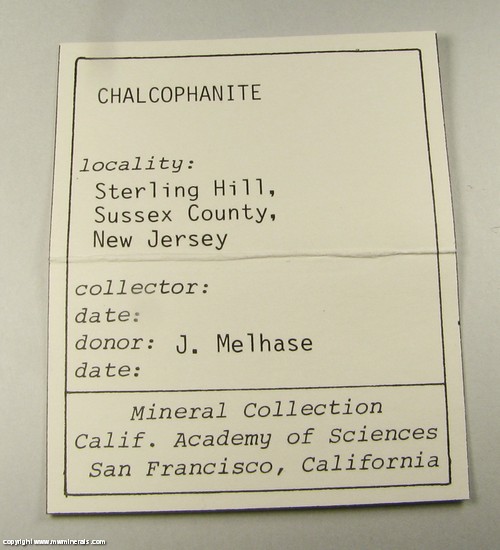 CHALCOPHANITE
locality:
Sterling Hill,
Sussex County,
New Jersey
collector:
date:
donor: J. Melhase
date:
Mineral Collection
Calif. Academy of Sciences
San Francisco, California
copyright www.mwminerals.com